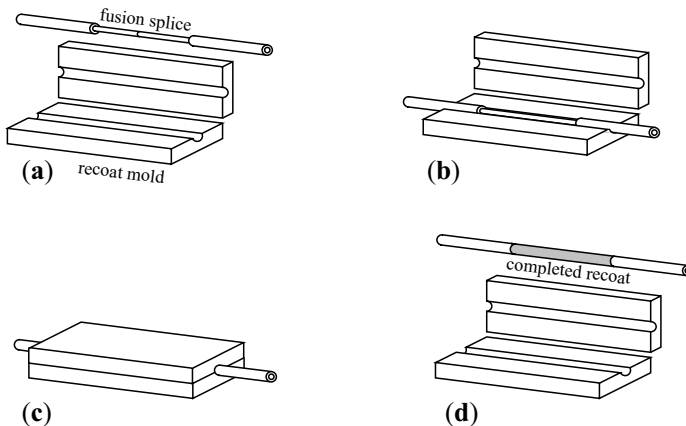 fusion splice
recoat mold
(a)
(b)
completed recoat
(c)
(d)